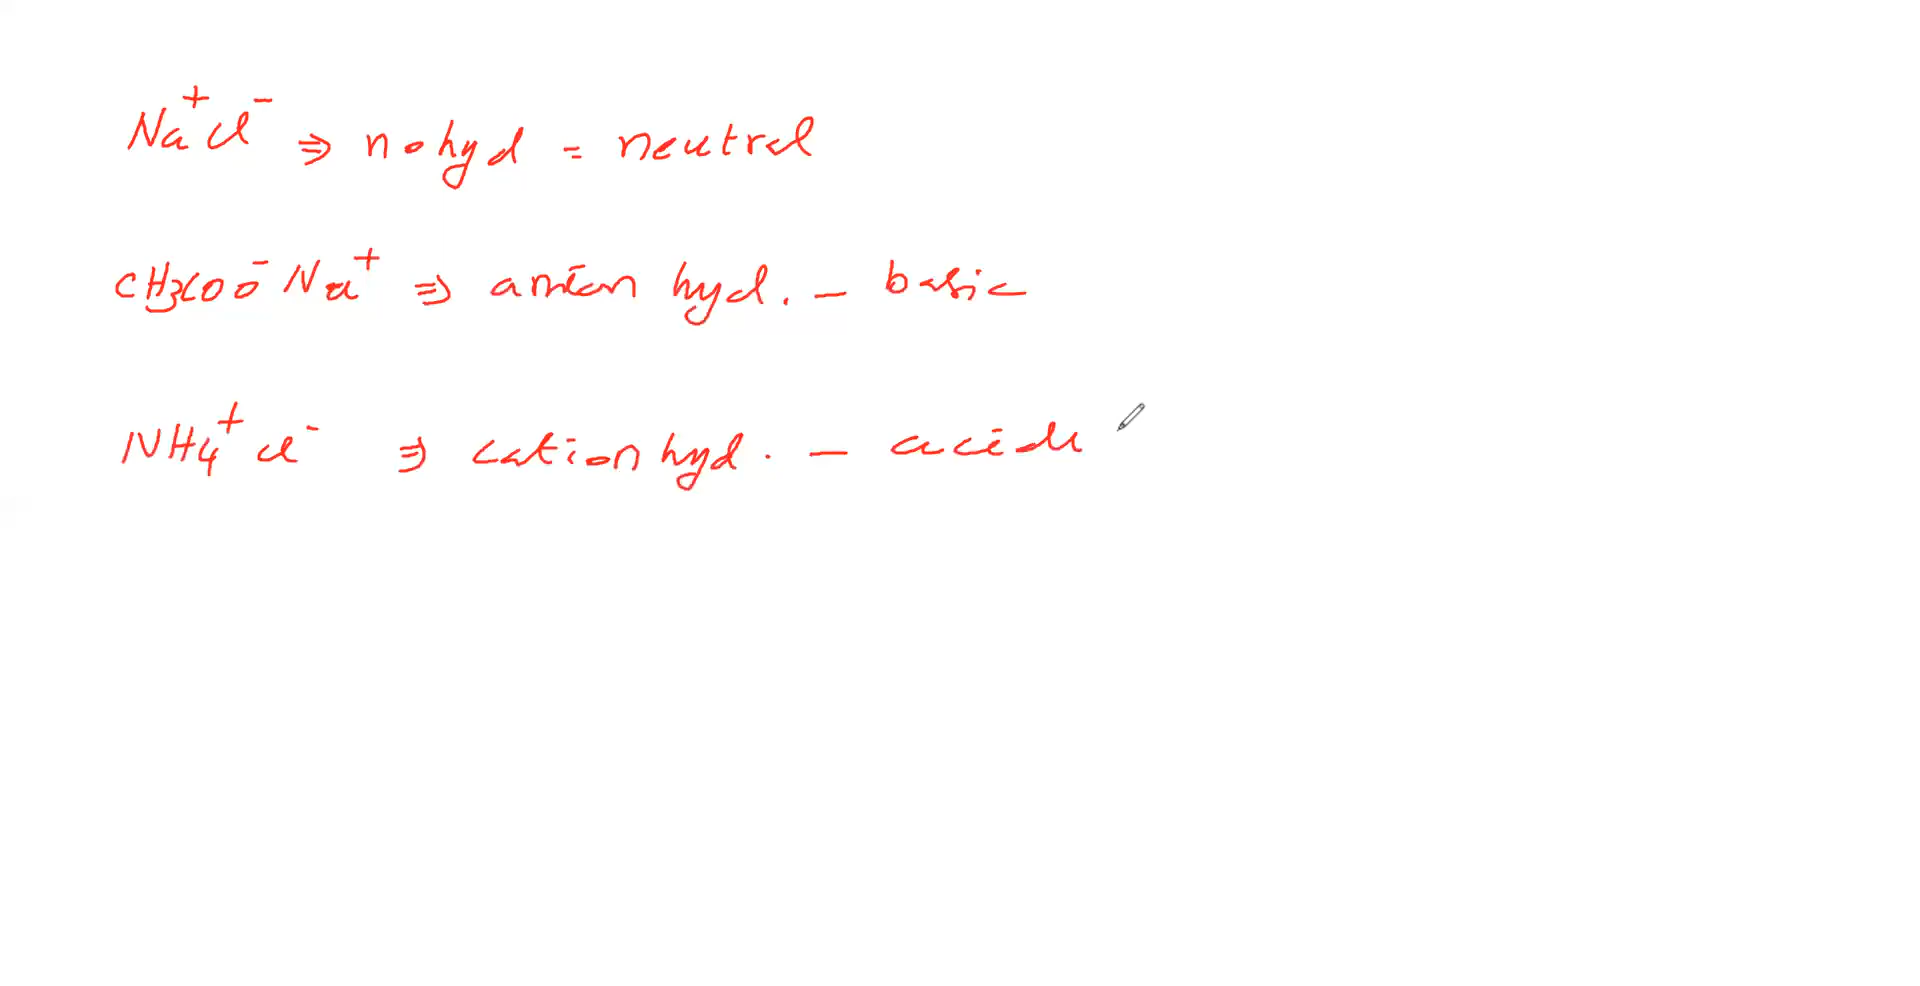 Na⁺Cl⁻ ⇒ no hyd = neutral
CH3COO⁻ Na⁺ ⇒ anion hyd. – basic
NH4⁺ Cl⁻ ⇒ cation hyd. – acidic